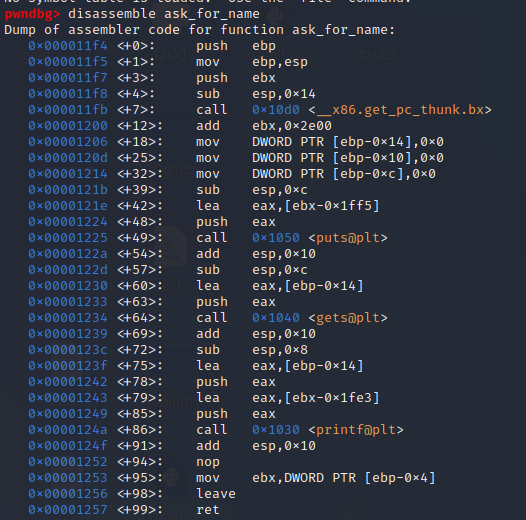 No symbol table is loaded. Use the "file" command.
pwndbg> disassemble ask_for_name
Dump of assembler code for function ask_for_name:
0×000011f4 <+0>: push ebp
0×000011f5 <+1>: mov ebp,esp
0×000011f7 <+3>: push ebx
0×000011f8 <+4>: sub esp,0×14
0×000011fb <+7>: call 0×10d0 <__x86.get_pc_thunk.bx>
0×00001200 <+12>: add ebx,0×2e00
0×00001206 <+18>: mov DWORD PTR [ebp-0×14],0×0
0×0000120d <+25>: mov DWORD PTR [ebp-0×10],0×0
0×00001214 <+32>: mov DWORD PTR [ebp-0×c],0×0
0×0000121b <+39>: sub esp,0×c
0×0000121e <+42>: lea eax,[ebx-0×1ff5]
0×00001224 <+48>: push eax
0×00001225 <+49>: call 0×1050 <puts@plt>
0×0000122a <+54>: add esp,0×10
0×0000122d <+57>: sub esp,0×c
0×00001230 <+60>: lea eax,[ebp-0×14]
0×00001233 <+63>: push eax
0×00001234 <+64>: call 0×1040 <gets@plt>
0×00001239 <+69>: add esp,0×10
0×0000123c <+72>: sub esp,0×8
0×0000123f <+75>: lea eax,[ebp-0×14]
0×00001242 <+78>: push eax
0×00001243 <+79>: lea eax,[ebx-0×1fe3]
0×00001249 <+85>: push eax
0×0000124a <+86>: call 0×1030 <printf@plt>
0×0000124f <+91>: add esp,0×10
0×00001252 <+94>: nop
0×00001253 <+95>: mov ebx,DWORD PTR [ebp-0×4]
0×00001256 <+98>: leave
0×00001257 <+99>: ret